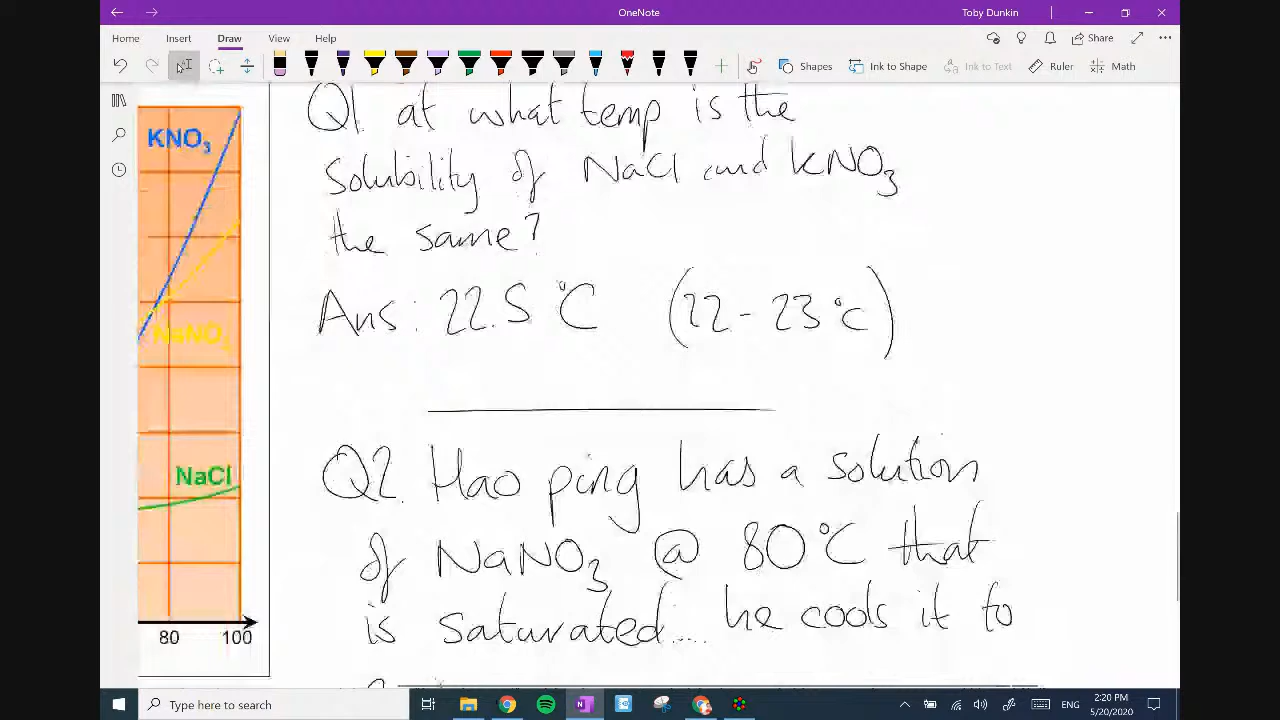 OneNote
Toby Dunkin
Home Insert Draw View Help
Share
Shapes Ink to Shape Ink to Text Ruler Math
KNO3
NaNO3
NaCl
80 100
Q1. at what temp is the
solubility of NaCl and KNO3
the same?
Ans: 22.5 °C (22-23°C)
Q2. Hao ping has a solution
of NaNO3 @ 80°C that
is saturated.... he cools it to
Type here to search
ENG
2:20 PM
5/20/2020